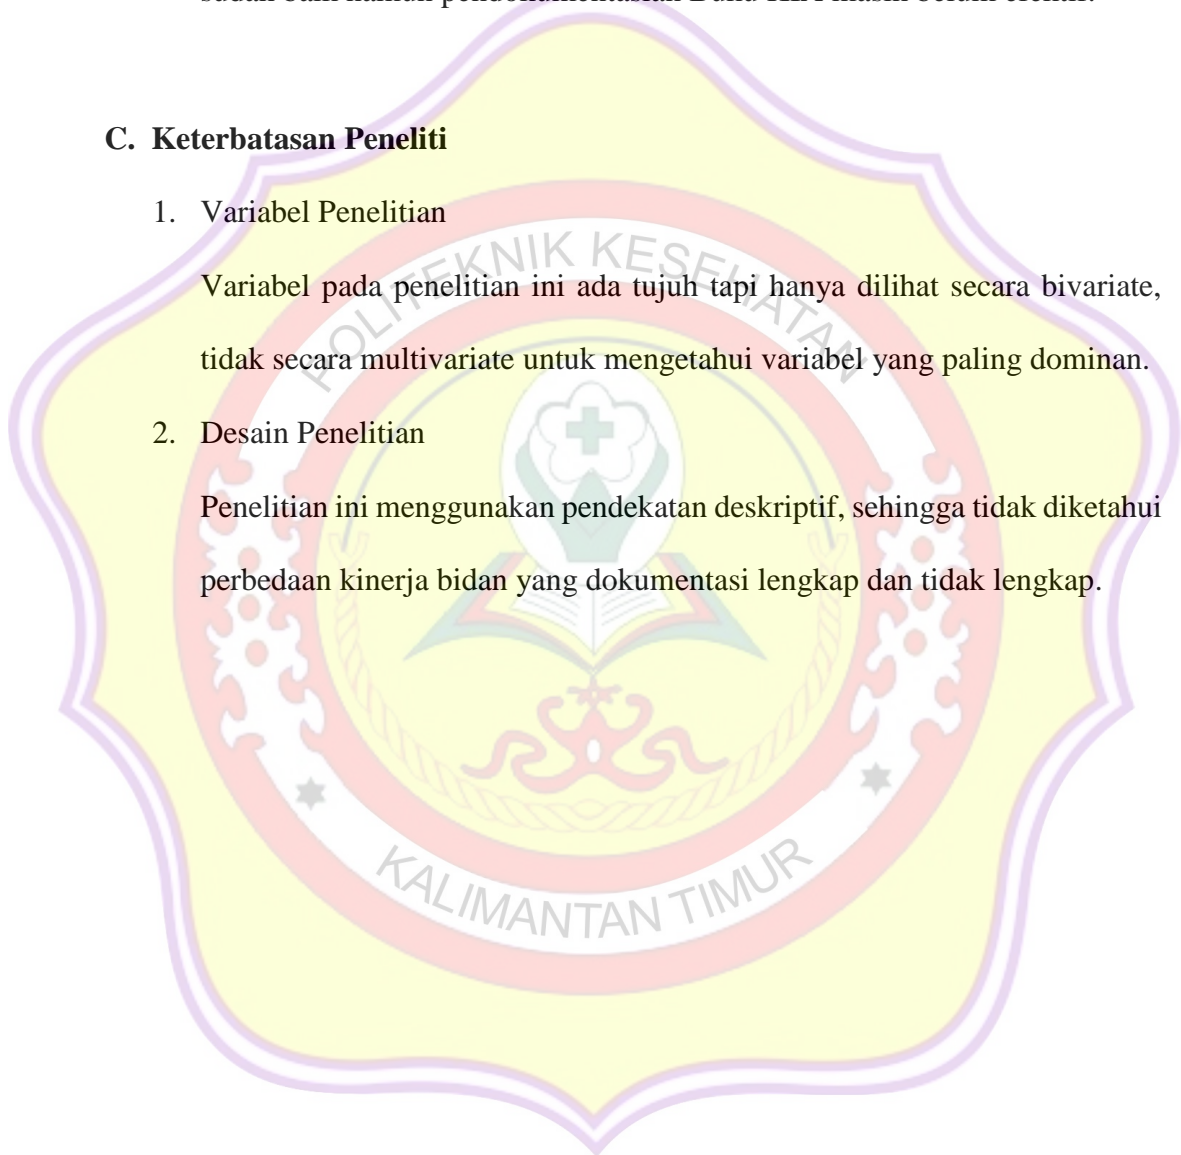 C. Keterbatasan Peneliti
1. Variabel Penelitian
POLITEKNIK KESEHATAN
Variabel pada penelitian ini ada tujuh tapi hanya dilihat secara bivariate,
tidak secara multivariate untuk mengetahui variabel yang paling dominan.
2. Desain Penelitian
Penelitian ini menggunakan pendekatan deskriptif, sehingga tidak diketahui
perbedaan kinerja bidan yang dokumentasi lengkap dan tidak lengkap.
KALIMANTAN TIMUR